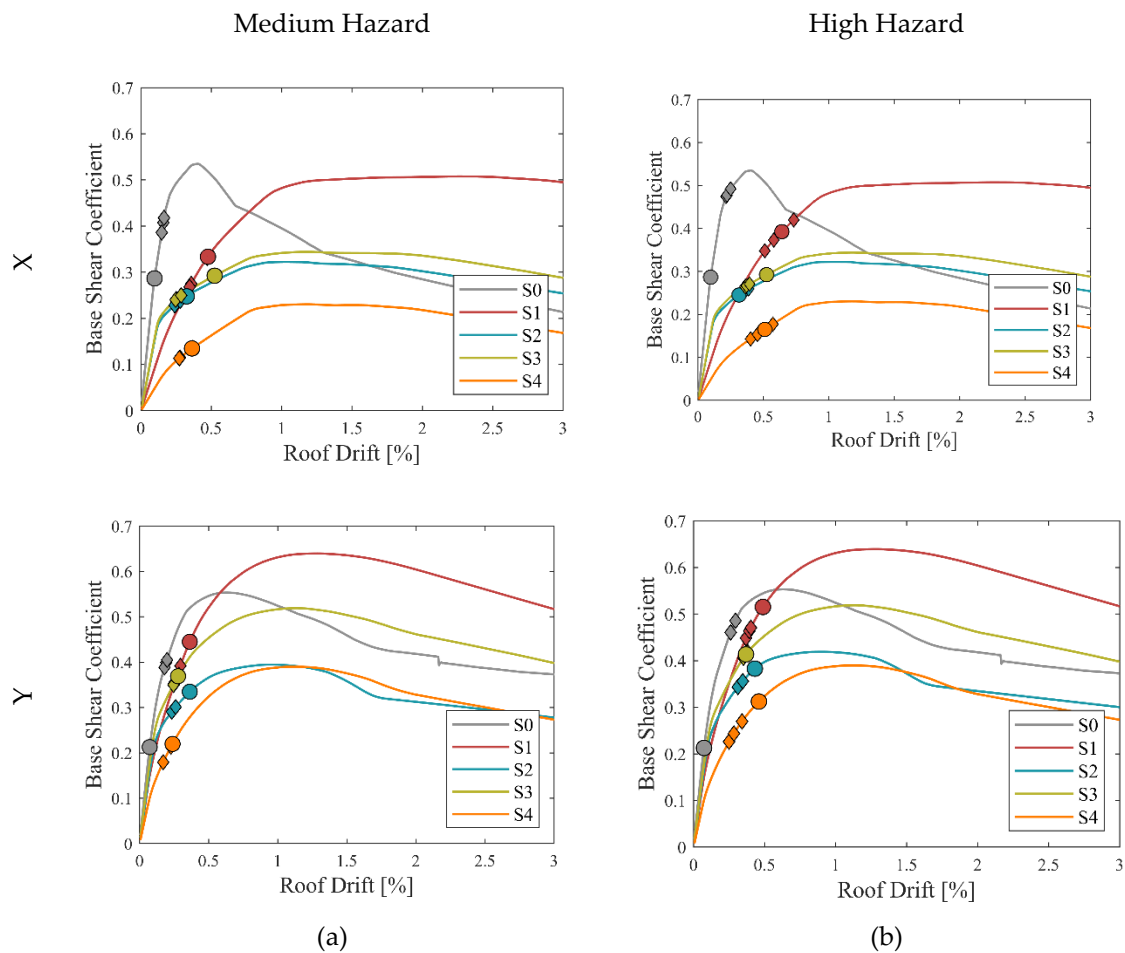 Medium Hazard
High Hazard
X
0.7
0.6
0.5
0.4
0.3
0.2
0.1
0
Base Shear Coefficient
0
0.5
1
1.5
2
2.5
3
Roof Drift [%]
S0
S1
S2
S3
S4
0.7
0.6
0.5
0.4
0.3
0.2
0.1
0
Base Shear Coefficient
0
0.5
1
1.5
2
2.5
3
Roof Drift [%]
S0
S1
S2
S3
S4
Y
0.7
0.6
0.5
0.4
0.3
0.2
0.1
0
Base Shear Coefficient
0
0.5
1
1.5
2
2.5
3
Roof Drift [%]
S0
S1
S2
S3
S4
0.7
0.6
0.5
0.4
0.3
0.2
0.1
0
Base Shear Coefficient
0
0.5
1
1.5
2
2.5
3
Roof Drift [%]
S0
S1
S2
S3
S4
(a)
(b)